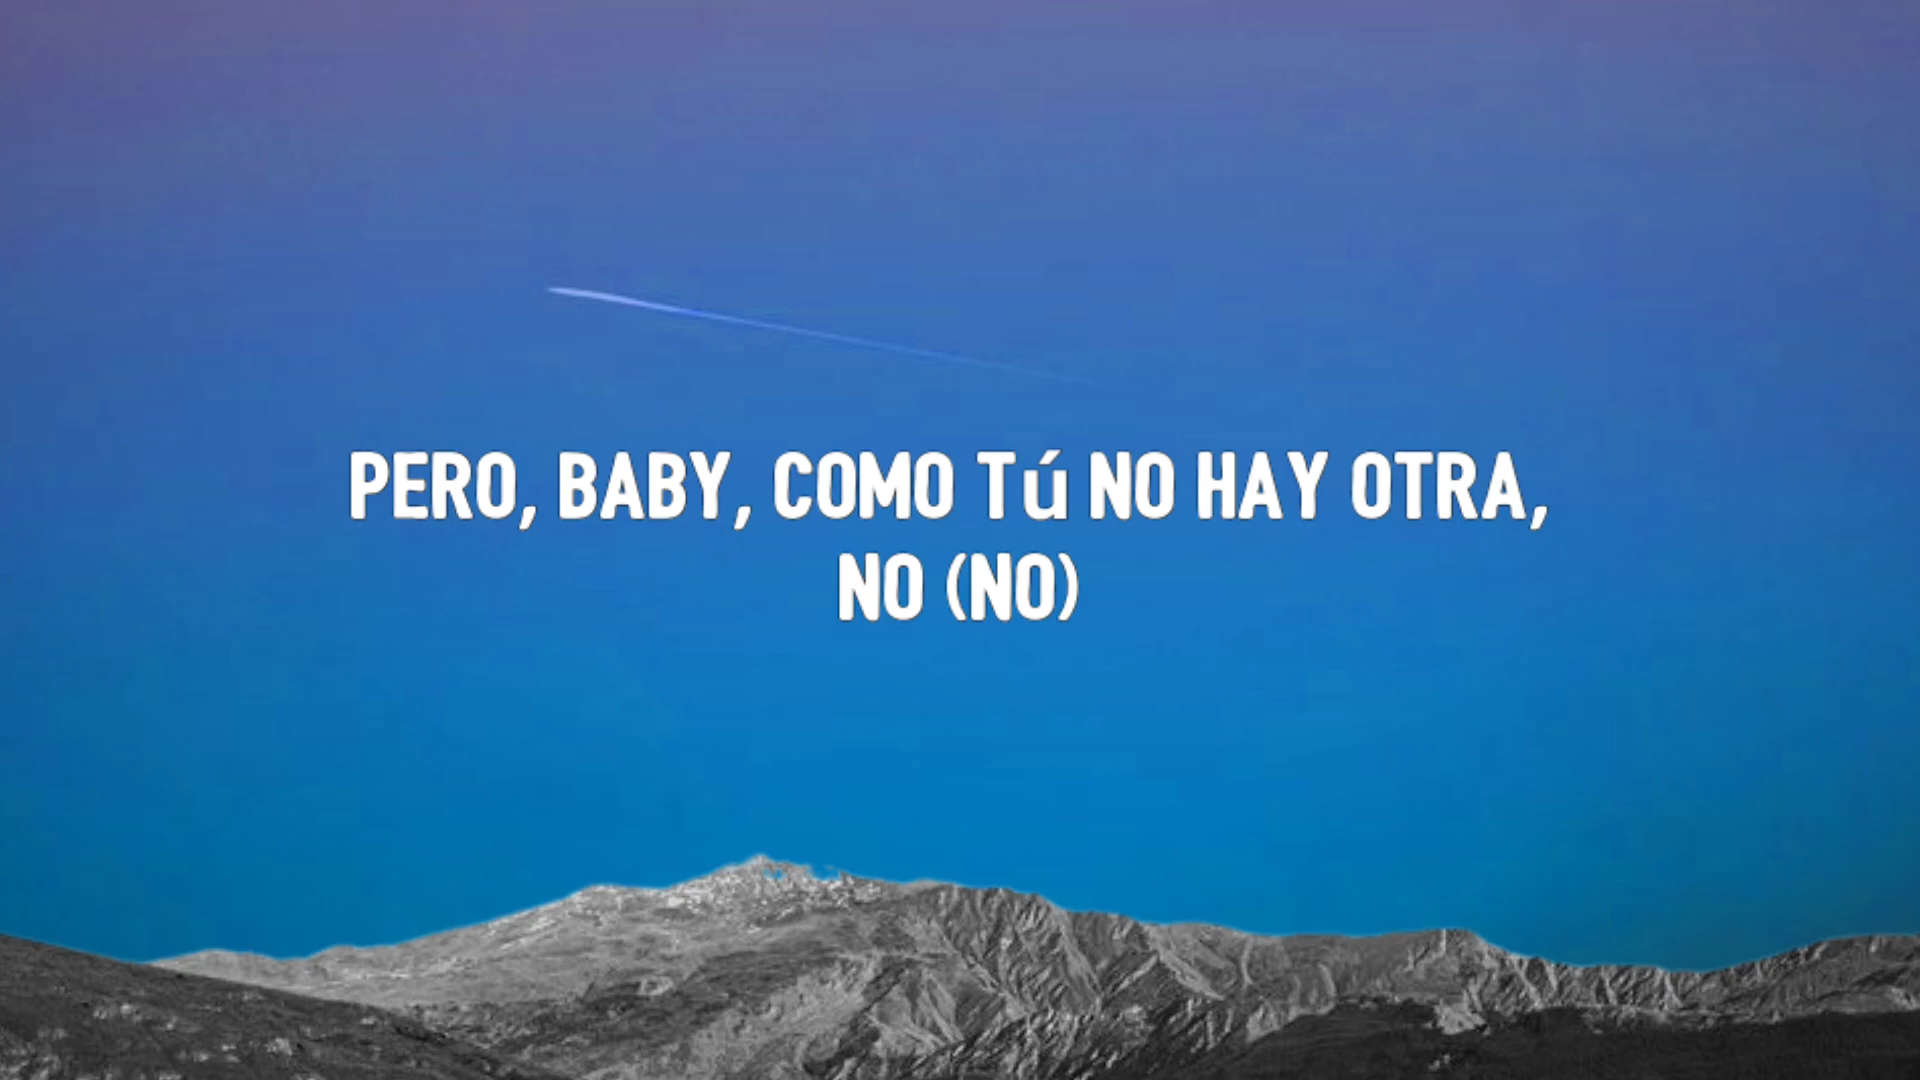 PERO, BABY, COMO Tú NO HAY OTRA,
NO (NO)